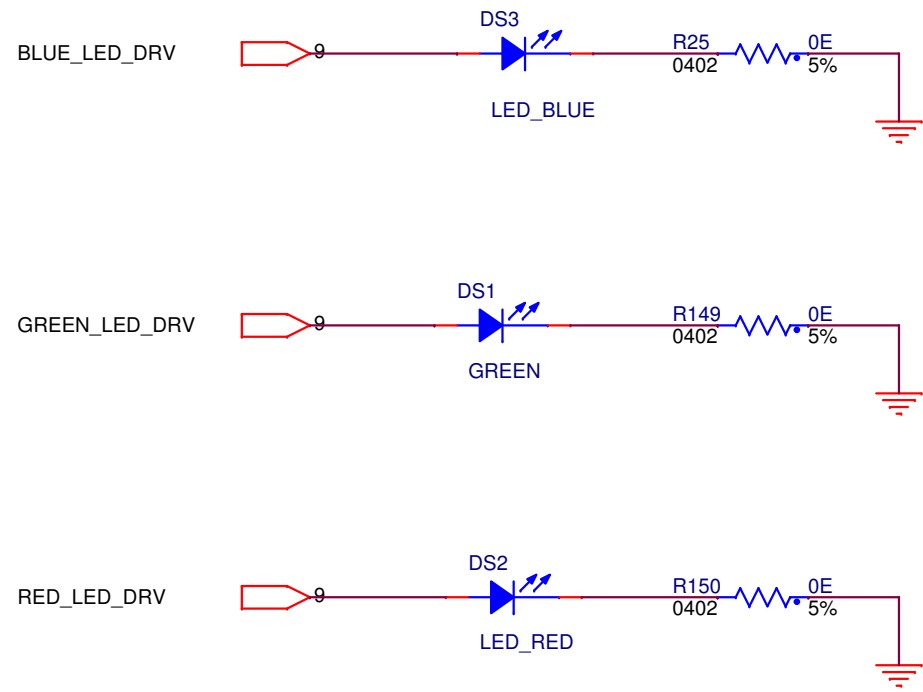 DS3
BLUE_LED_DRV 9 R25 0E
0402 5%
LED_BLUE
DS1
GREEN_LED_DRV 9 R149 0E
0402 5%
GREEN
DS2
RED_LED_DRV 9 R150 0E
0402 5%
LED_RED